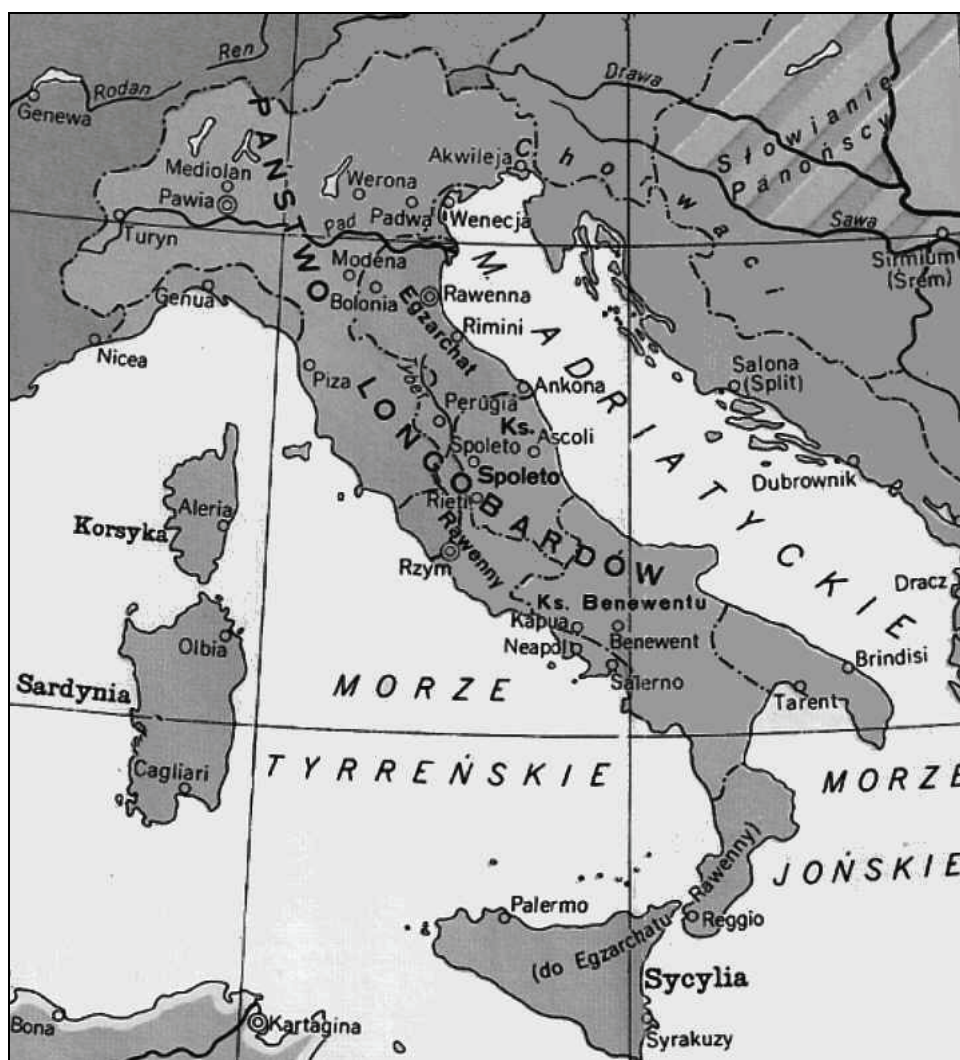 Ren
Rodan
Genewa
Drawa
Słowianie
Panońscy
PAŃSTWO
LONGOBARDÓW
Mediolan
Pawia
Werona
Akwileja
Padwa
Wenecja
Chorwaci
Sawa
Turyn
Pad
Sirmium
(Śrem)
Modena
Bolonia
Genua
Egzarchat
Rawenna
Rimini
M. ADRIATYCKIE
Nicea
Piza
Tyber
Ankona
Salona
(Split)
Perugia
Ks.
Spoleto
Ascoli
Spoleto
Dubrownik
Rieti
Korsyka
Aleria
Rawenny
Rzym
Dracz
Ks. Benewentu
Kapua
Benewent
Olbia
Neapol
Salerno
Brindisi
Sardynia
Tarent
MORZE
TYRREŃSKIE
Cagliari
MORZE
JOŃSKIE
Palermo
(do Egzarchatu Rawenny)
Reggio
Sycylia
Syrakuzy
Bona
Kartagina